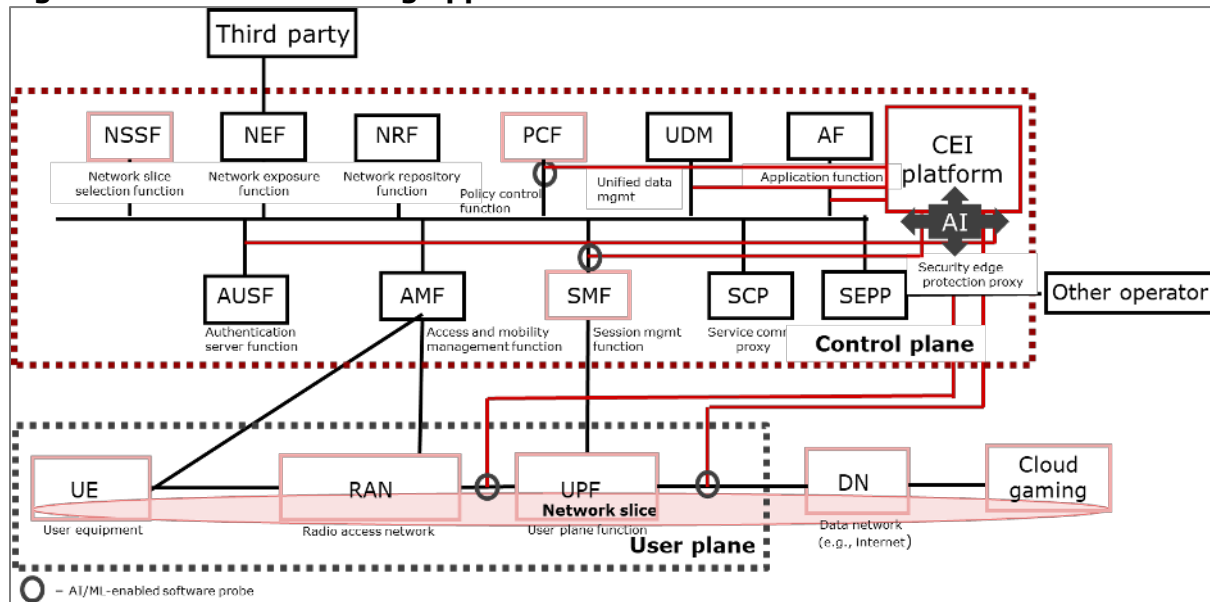 Third party
NSSF
NEF
NRF
PCF
UDM
AF
CEI
platform
Network slice
selection function
Network exposure
function
Network repository
function
Policy control
function
Unified data
mgmt
Application function
AI
AUSF
AMF
SMF
SCP
SEPP
Security edge
protection proxy
Other operator
Authentication
server function
Access and mobility
management function
Session mgmt
function
Service comm
proxy
Control plane
UE
RAN
UPF
DN
Cloud
gaming
Network slice
User equipment
Radio access network
User plane function
Data network
(e.g., Internet)
User plane
– AI/ML-enabled software probe